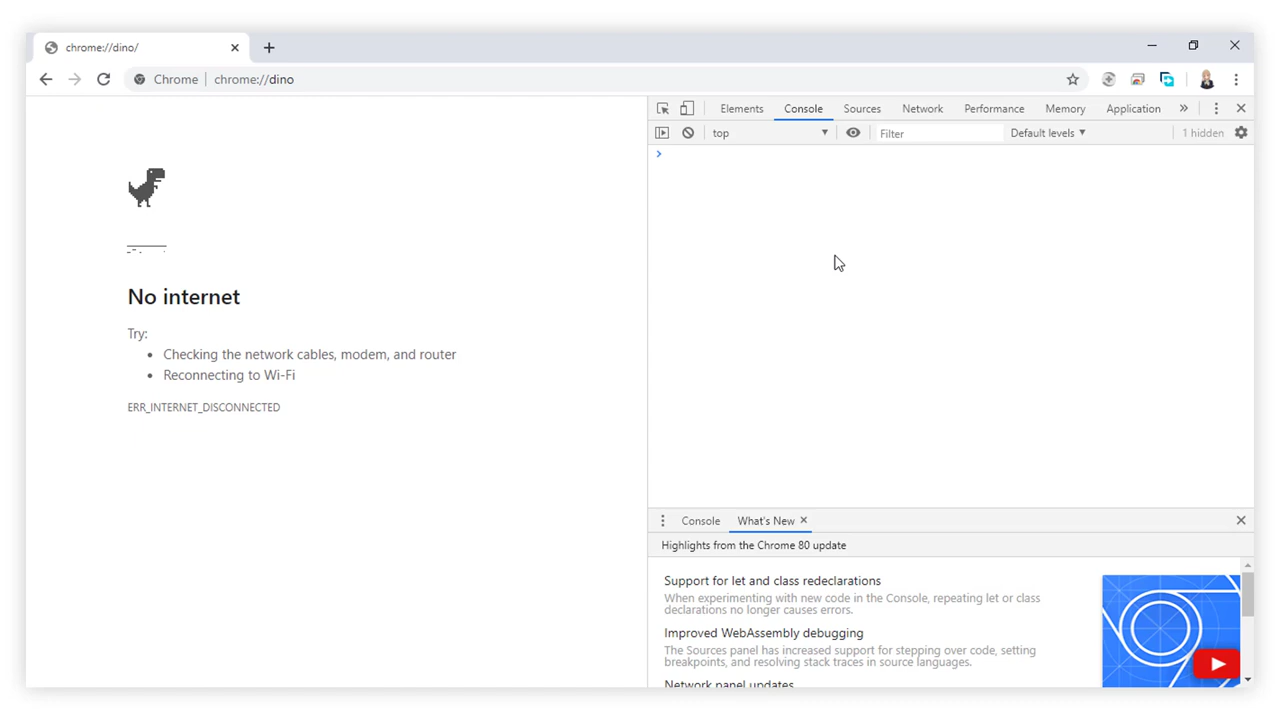 chrome://dino/
Chrome | chrome://dino
Elements Console Sources Network Performance Memory Application »
top Filter Default levels 1 hidden
No internet
Try:
• Checking the network cables, modem, and router
• Reconnecting to Wi-Fi
ERR_INTERNET_DISCONNECTED
Console What's New
Highlights from the Chrome 80 update
Support for let and class redeclarations
When experimenting with new code in the Console, repeating let or class
declarations no longer causes errors.
Improved WebAssembly debugging
The Sources panel has increased support for stepping over code, setting
breakpoints, and resolving stack traces in source languages.
Network panel updates